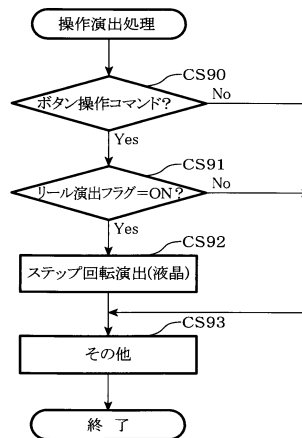 操作演出処理
CS90
ボタン操作コマンド?
No
Yes
CS91
リール演出フラグ=ON?
No
Yes
CS92
ステップ回転演出(液晶)
CS93
その他
終 了